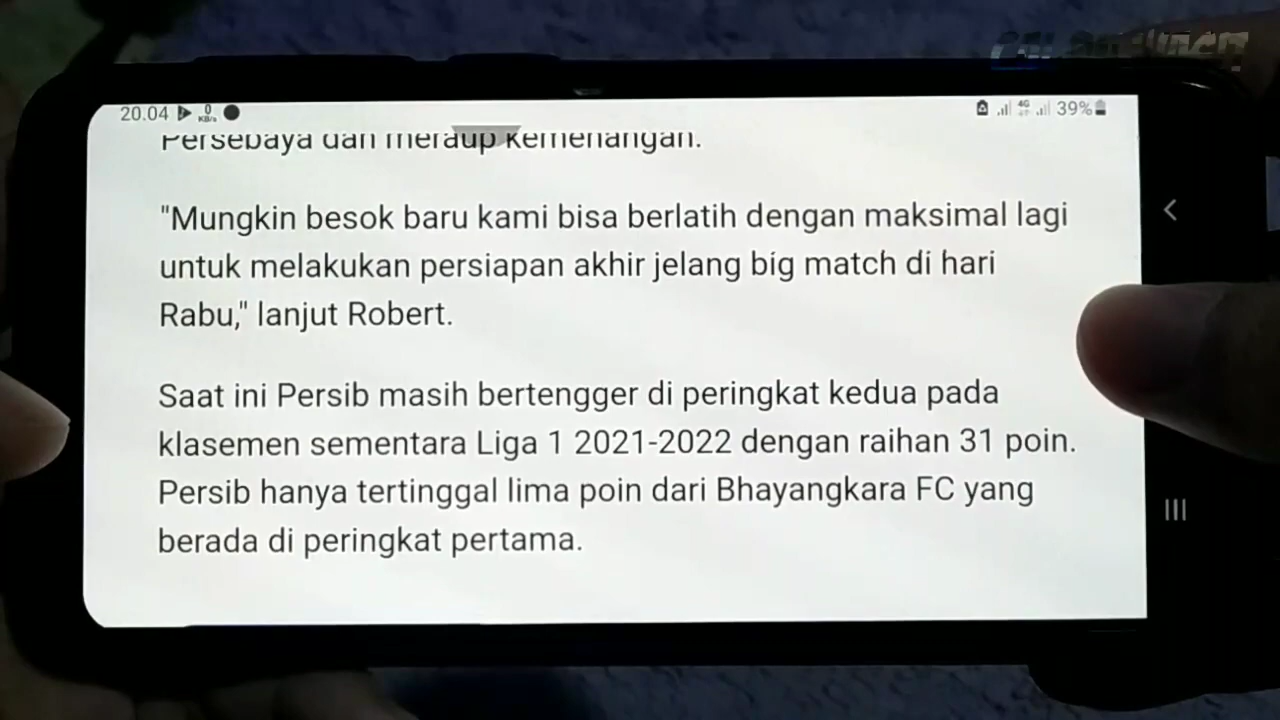 20.04
0
KB/s
4G
39%
Persebaya dan meraup kemenangan.
"Mungkin besok baru kami bisa berlatih dengan maksimal lagi
untuk melakukan persiapan akhir jelang big match di hari
Rabu," lanjut Robert.
Saat ini Persib masih bertengger di peringkat kedua pada
klasemen sementara Liga 1 2021-2022 dengan raihan 31 poin.
Persib hanya tertinggal lima poin dari Bhayangkara FC yang
berada di peringkat pertama.